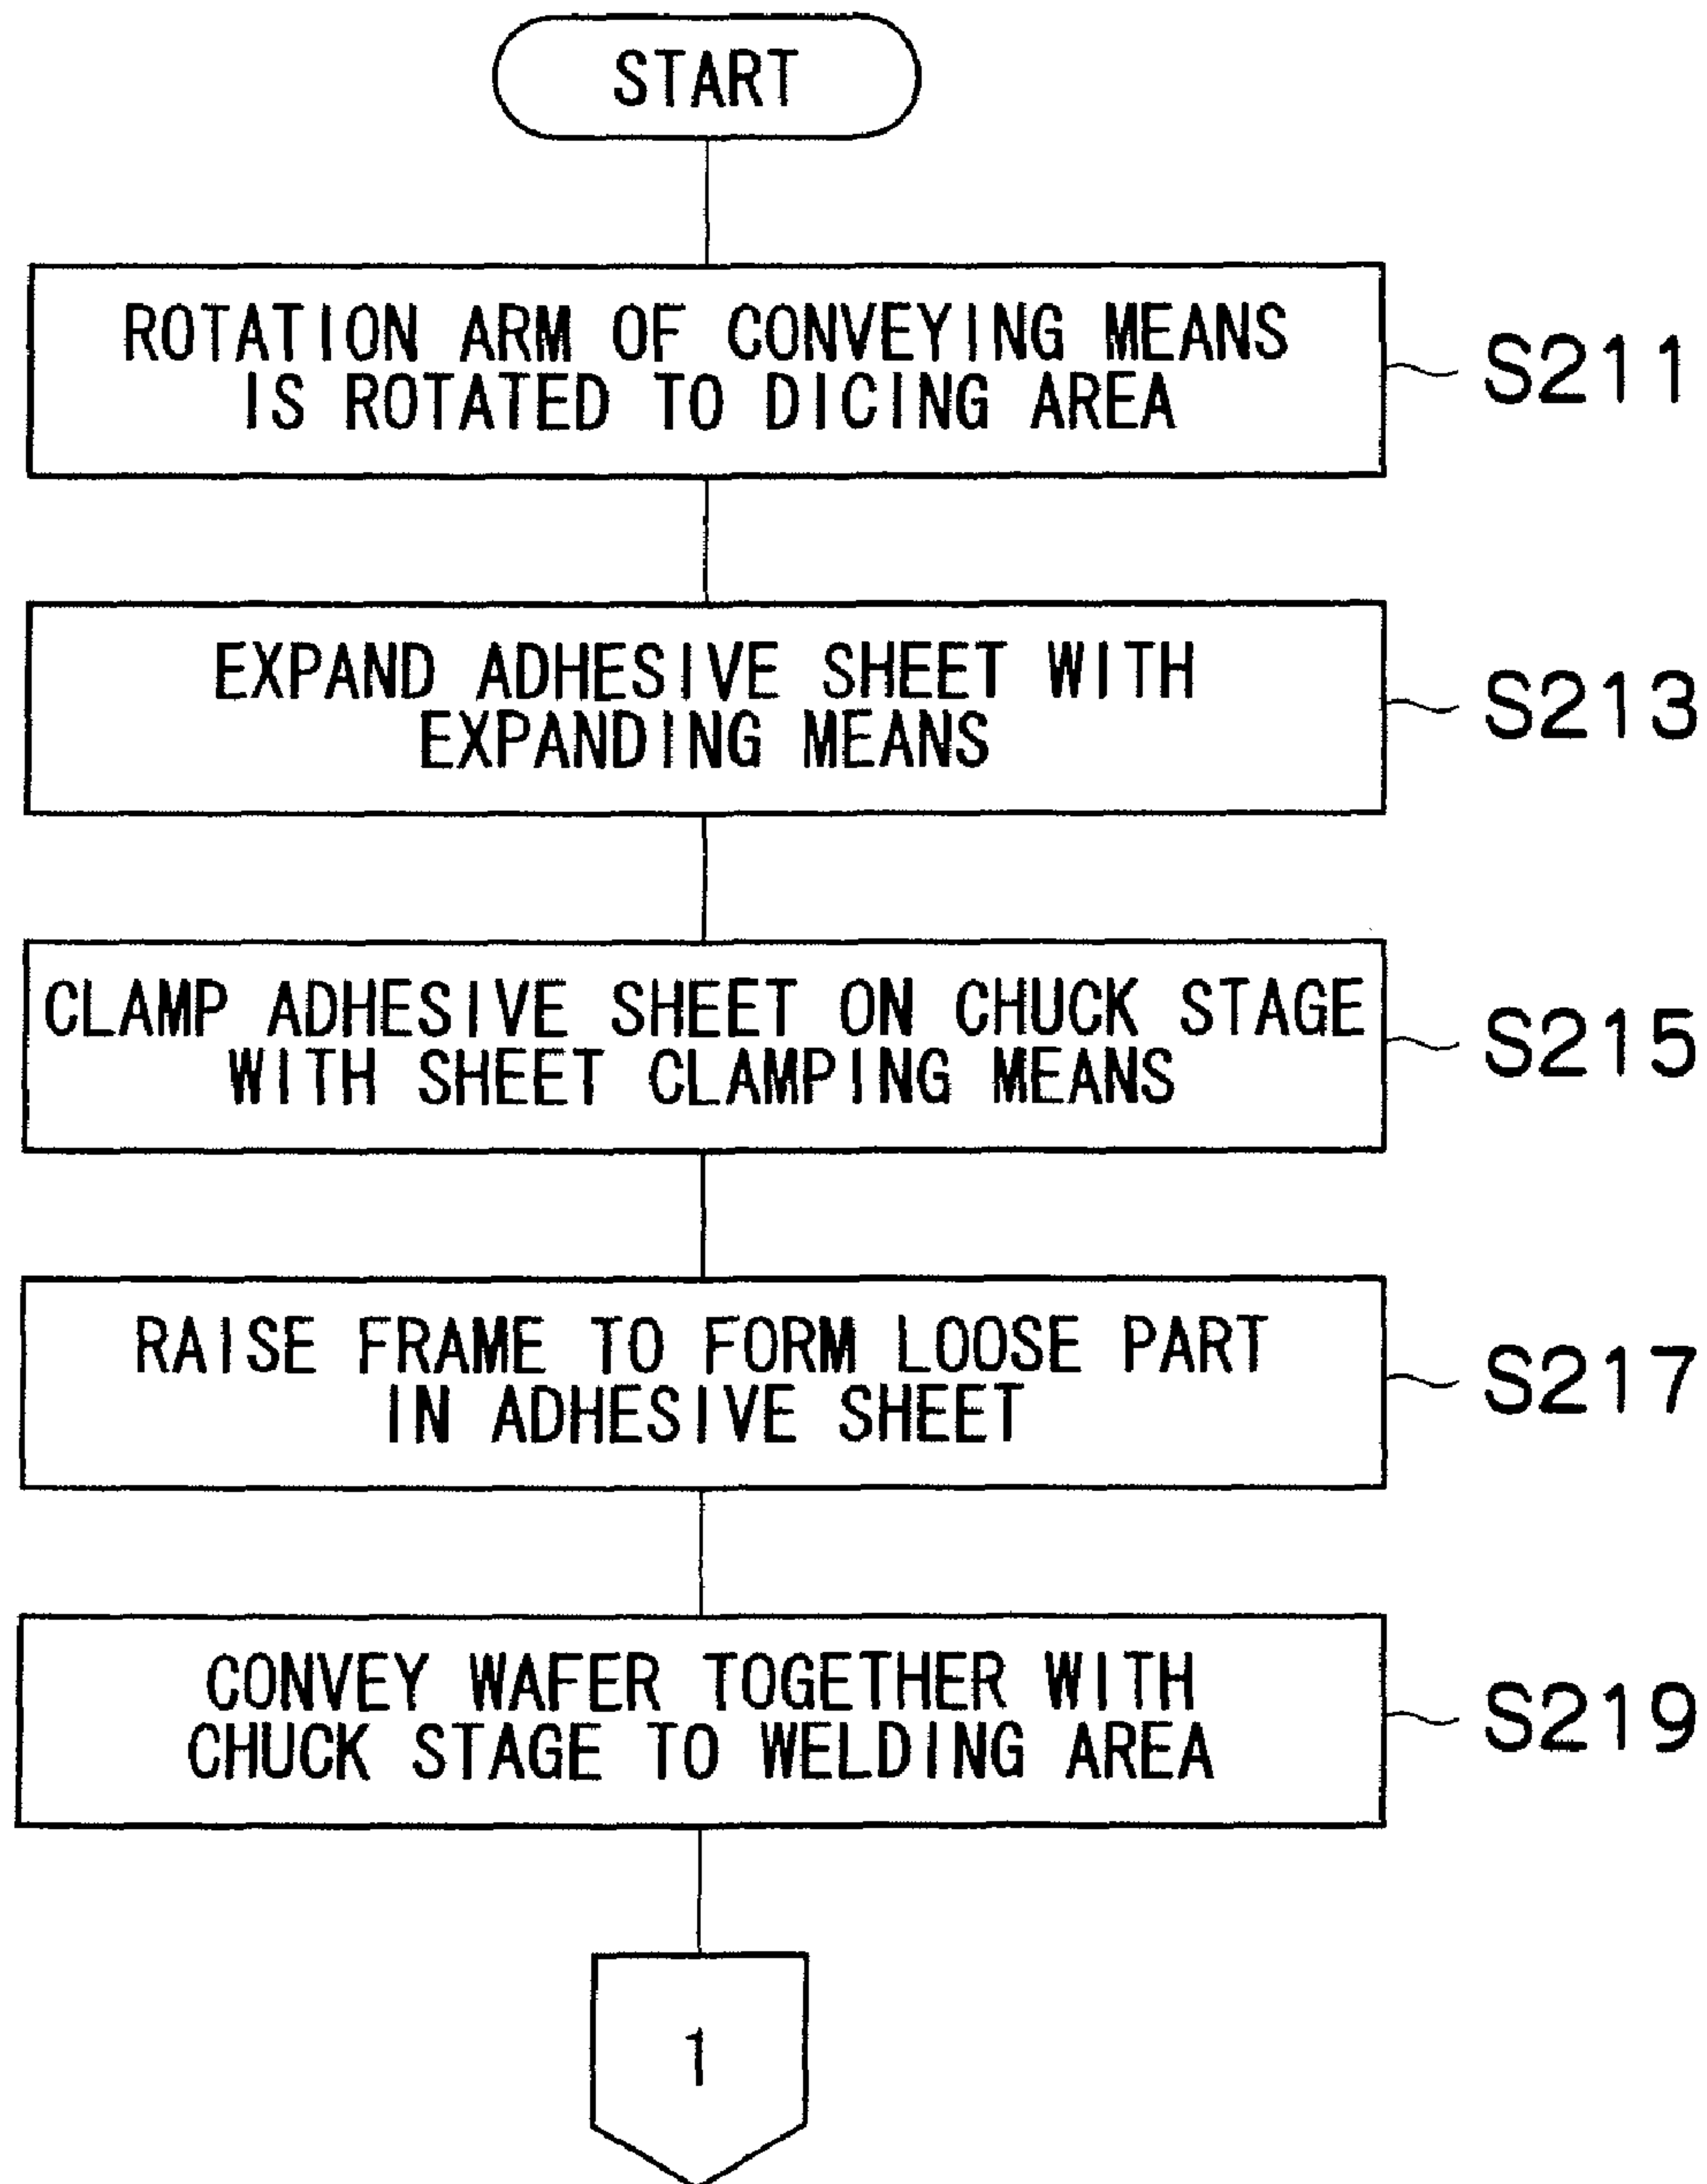 START
ROTATION ARM OF CONVEYING MEANS
IS ROTATED TO DICING AREA
S211
EXPAND ADHESIVE SHEET WITH
EXPANDING MEANS
S213
CLAMP ADHESIVE SHEET ON CHUCK STAGE
WITH SHEET CLAMPING MEANS
S215
RAISE FRAME TO FORM LOOSE PART
IN ADHESIVE SHEET
S217
CONVEY WAFER TOGETHER WITH
CHUCK STAGE TO WELDING AREA
S219
1